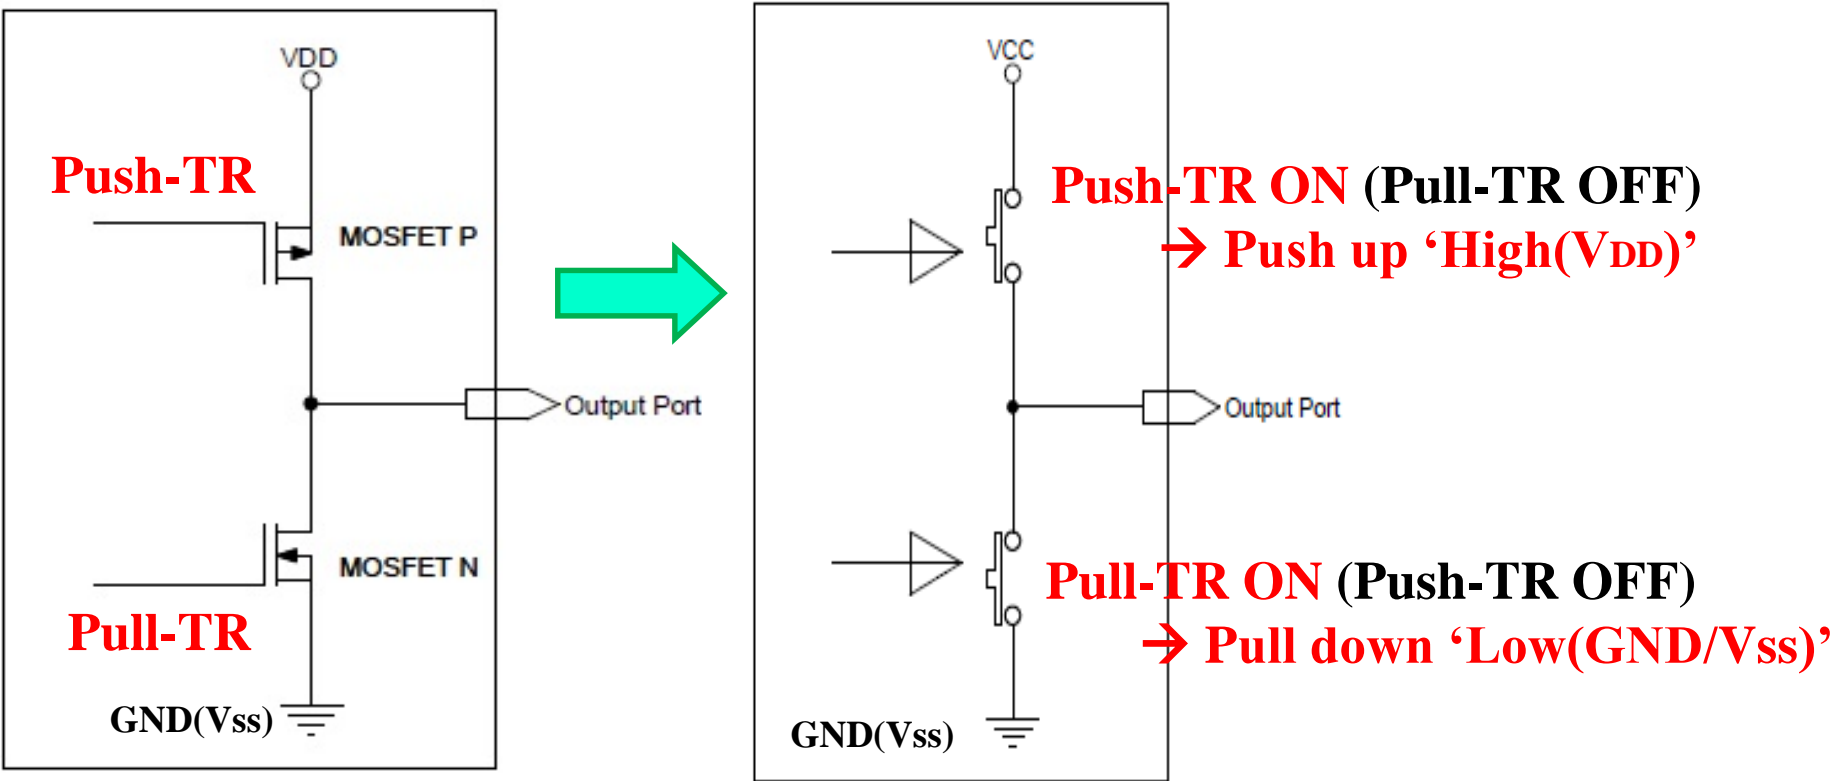 VDD
Push-TR
MOSFET P
Output Port
MOSFET N
Pull-TR
GND(Vss)
VCC
Push-TR ON (Pull-TR OFF)
→ Push up ‘High(VDD)’
Output Port
Pull-TR ON (Push-TR OFF)
→ Pull down ‘Low(GND/Vss)’
GND(Vss)